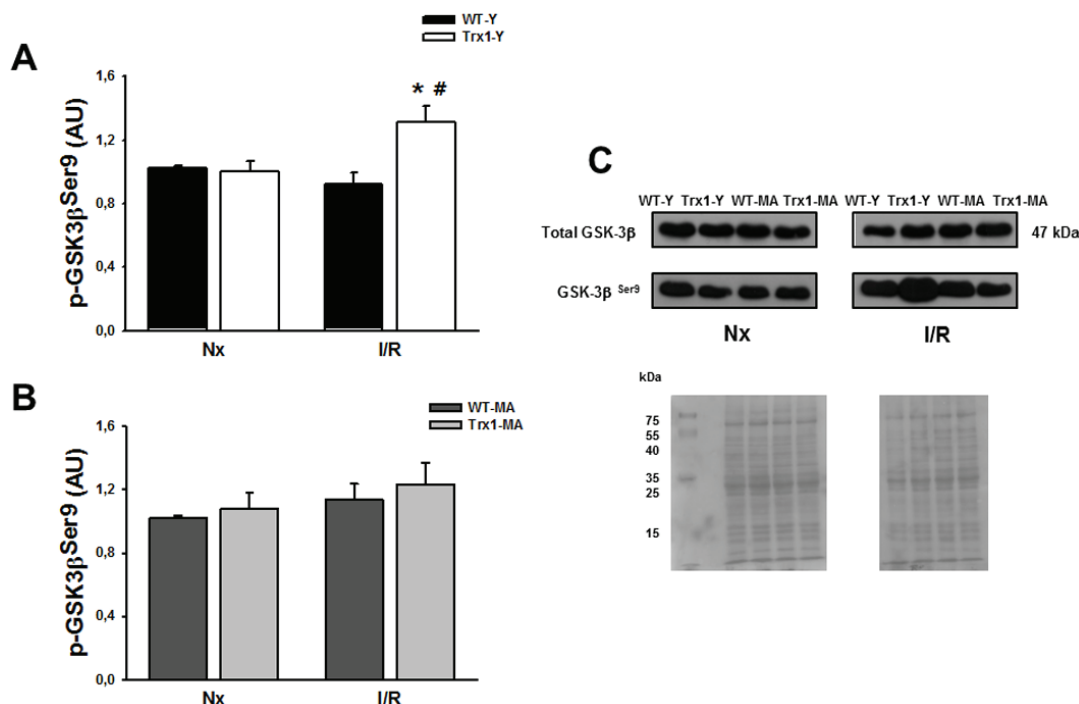 WT-Y
Trx1-Y
A
p-GSK3βSer9 (AU)
1,6
1,2
0,8
0,4
0,0
* #
Nx I/R
B
WT-MA
Trx1-MA
p-GSK3βSer9 (AU)
1,6
1,2
0,8
0,4
0,0
Nx I/R
C
WT-Y Trx1-Y WT-MA Trx1-MA WT-Y Trx1-Y WT-MA Trx1-MA
Total GSK-3β 47 kDa
GSK-3β Ser9
Nx I/R
kDa
75
55
40
35
25
15